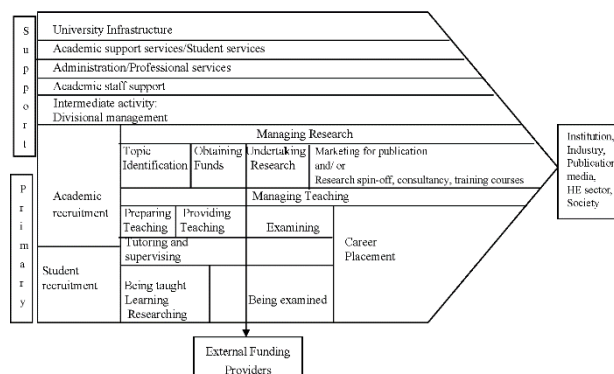 Support
University Infrastructure
Academic support services/Student services
Administration/Professional services
Academic staff support
Intermediate activity:
Divisional management
Primary
Academic
recruitment
Student
recruitment
Managing Research
Topic
Identification
Obtaining
Funds
Undertaking
Research
Marketing for publication
and/ or
Research spin-off, consultancy, training courses
Managing Teaching
Preparing
Teaching
Providing
Teaching
Examining
Tutoring and
supervising
Career
Placement
Being taught
Learning
Researching
Being examined
Institution,
Industry,
Publication
media,
HE sector,
Society
External Funding
Providers